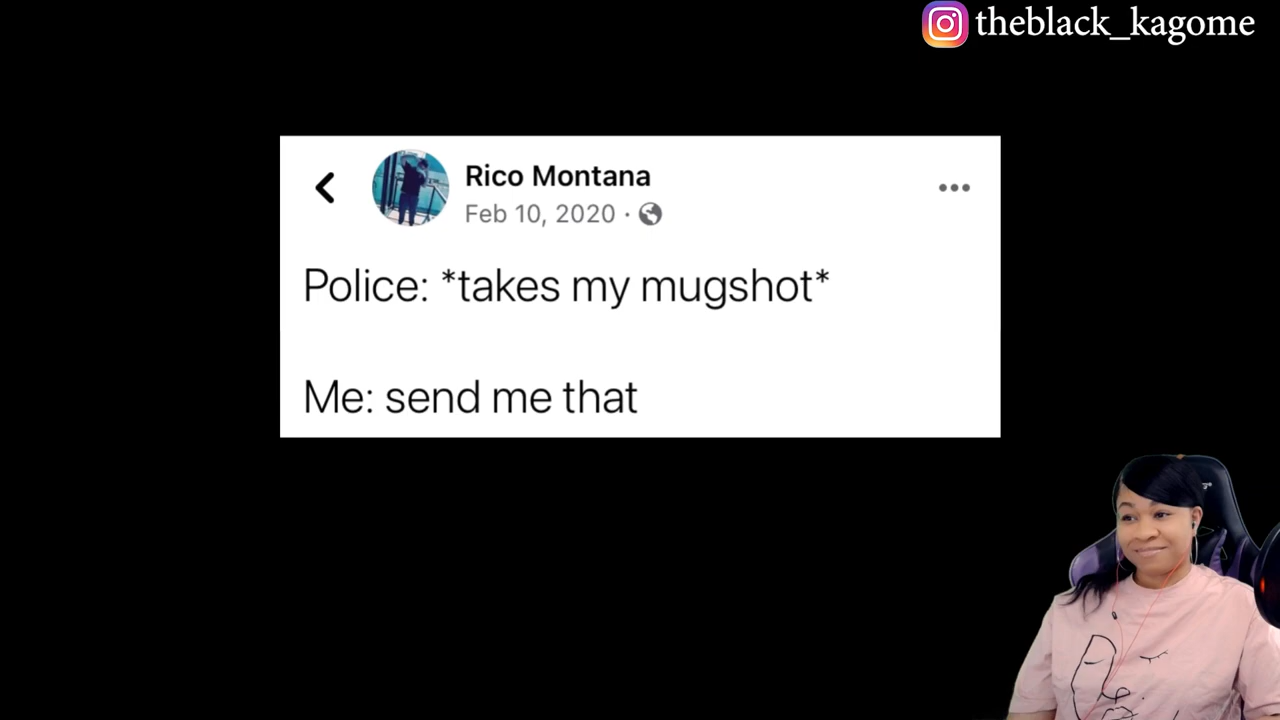 theblack_kagome
Rico Montana
Feb 10, 2020 ·
Police: *takes my mugshot*
Me: send me that